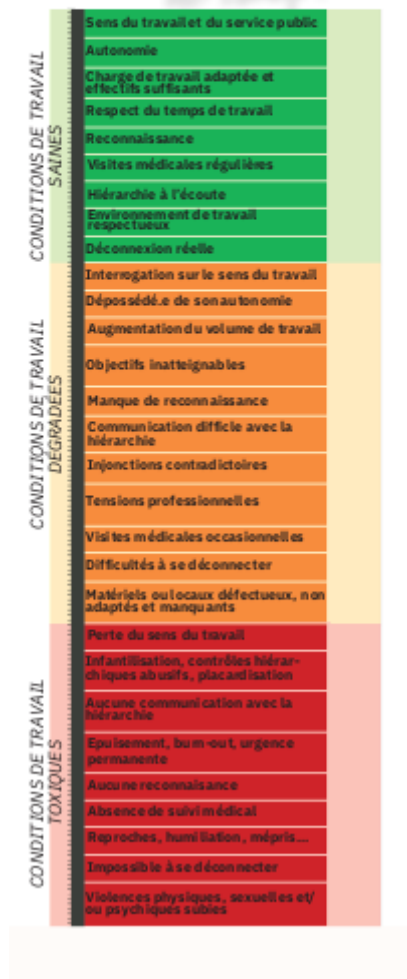 CONDITIONS DE TRAVAIL
SAINES
Sens du travail et du service public
Autonomie
Charge de travail adaptée et
effectifs suffisants
Respect du temps de travail
Reconnaissance
Visites médicales régulières
Hiérarchie à l'écoute
Environnement de travail
respectueux
Déconnexion réelle
CONDITIONS DE TRAVAIL
DEGRADÉES
Interrogation sur le sens du travail
Dépossédé.e de son autonomie
Augmentation du volume de travail
Objectifs inatteignables
Manque de reconnaissance
Communication difficle avec la
hiérarchie
Injonctions contradictoires
Tensions professionnelles
Visites médicales occasionnelles
Difficultés à se déconnecter
Matériels ou locaux défectueux, non
adaptés et manquants
CONDITIONS DE TRAVAIL
TOXIQUES
Perte du sens du travail
Infantilisation, contrôles hiérar-
chiques abusifs, placardisation
Aucune communication avec la
hiérarchie
Epuisement, burn-out, urgence
permanente
Aucune reconnaisance
Absence de suivi médical
Reproches, humiliation, mépris...
Impossible à se déconnecter
Violences physiques, sexuelles et/
ou psychiques subies